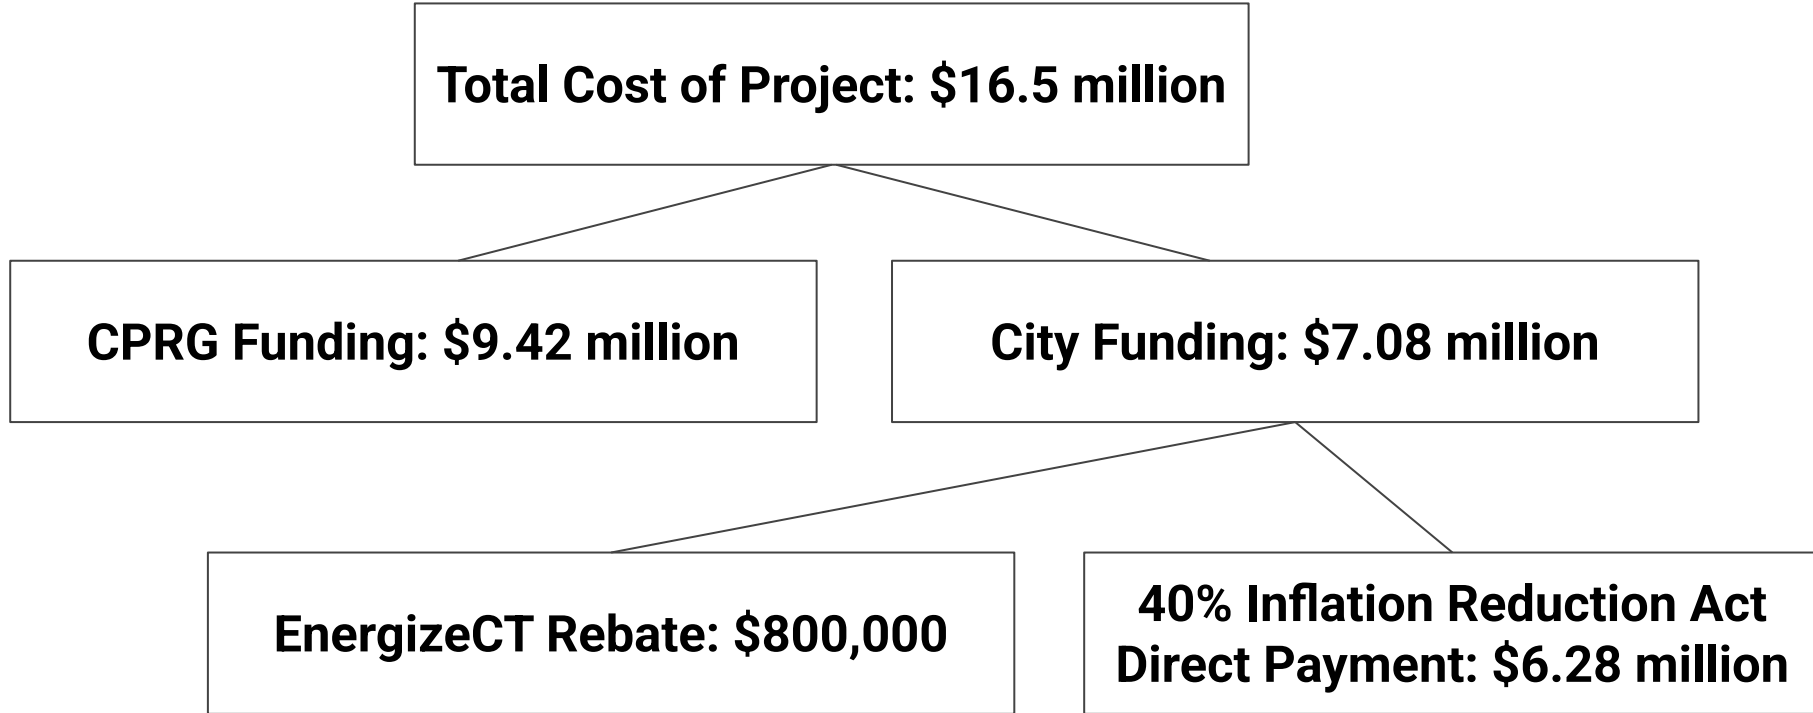 Total Cost of Project: $16.5 million
CPRG Funding: $9.42 million
City Funding: $7.08 million
EnergizeCT Rebate: $800,000
40% Inflation Reduction Act
Direct Payment: $6.28 million